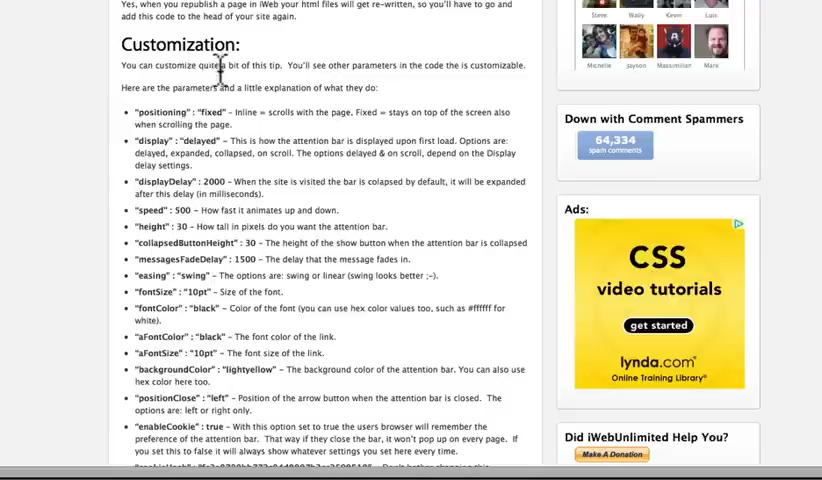 Yes, when you republish a page in iWeb your html files will get re-written, so you'll have to go and
add this code to the head of your site again.
Customization:
You can customize quite a bit of this tip.  You'll see other parameters in the code the is customizable.
Here are the parameters and a little explanation of what they do:
• "positioning" : "fixed" – Inline = scrolls with the page, Fixed = stays on top of the screen also
when scrolling the page.
• "display" : "delayed" – This is how the attention bar is displayed upon first load. Options are:
delayed, expanded, collapsed, on scroll. The options delayed & on scroll, depend on the Display
delay settings.
• "displayDelay" : 2000 – When the site is visited the bar is colapsed by default, it will be expanded
after this delay (in milliseconds).
• "speed" : 500 – How fast it animates up and down.
• "height" : 30 – How tall in pixels do you want the attention bar.
• "collapsedButtonHeight" : 30 – The height of the show button when the attention bar is collapsed
• "messagesFadeDelay" : 1500 – The delay that the message fades in.
• "easing" : "swing" – The options are: swing or linear (swing looks better ;–).
• "fontSize" : "10pt" – Size of the font.
• "fontColor" : "black" – Color of the font (you can use hex color values too, such as #ffffff for
white).
• "aFontColor" : "black" – The font color of the link.
• "aFontSize" : "10pt" – The font size of the link.
• "backgroundColor" : "lightyellow" – The background color of the attention bar. You can also use
hex color here too.
• "positionClose" : "left" – Position of the arrow button when the attention bar is closed.  The
options are: left or right only.
• "enableCookie" : true – With this option set to true the users browser will remember the
preference of the attention bar.  That way if they close the bar, it won't pop up on every page.  If
you set this to false it will always show whatever settings you set here every time.
Steve Wally Kevin Luis
Michelle Jayson Massimilian Marx
Down with Comment Spammers
64,334
spam comments
Ads:
CSS
video tutorials
get started
lynda.com
Online Training Library®
Did iWebUnlimited Help You?
Make A Donation